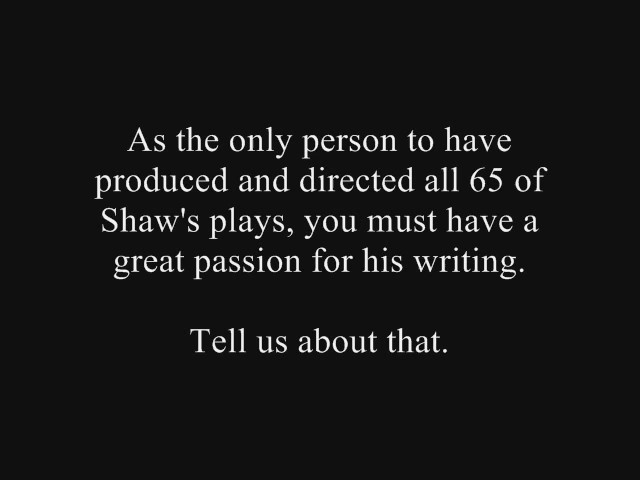 As the only person to have
produced and directed all 65 of
Shaw's plays, you must have a
great passion for his writing.
Tell us about that.